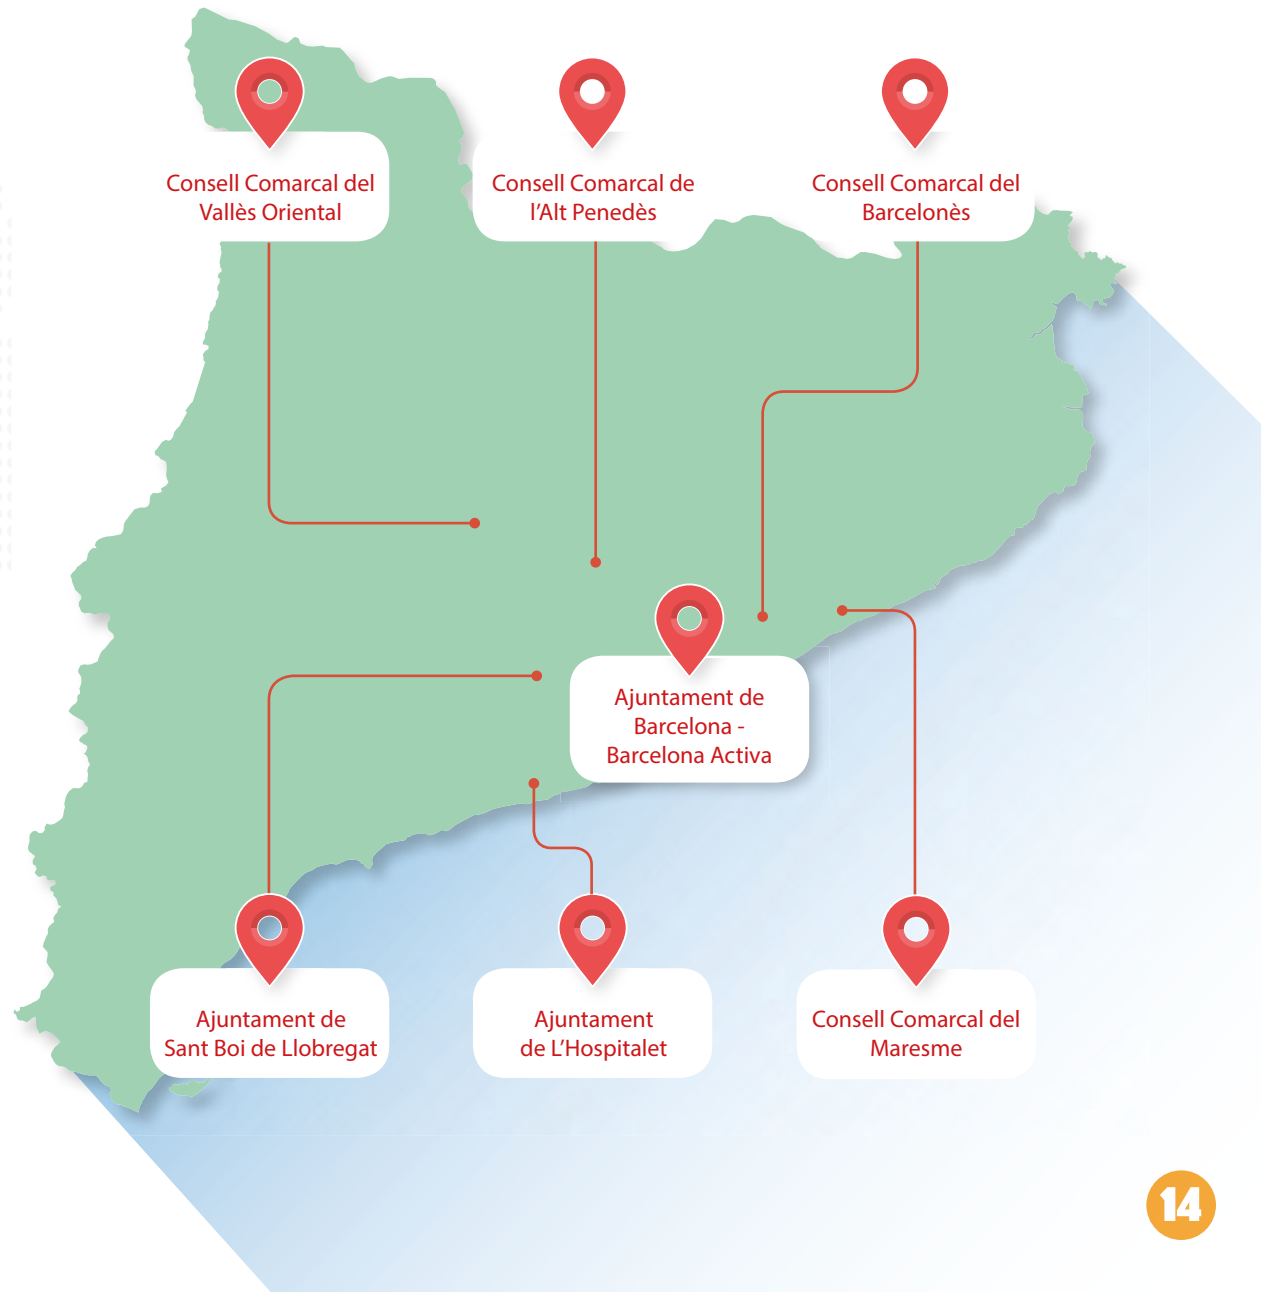 Consell Comarcal del
Vallès Oriental
Consell Comarcal de
l'Alt Penedès
Consell Comarcal del
Barcelonès
Ajuntament de
Barcelona -
Barcelona Activa
Ajuntament de
Sant Boi de Llobregat
Ajuntament
de L'Hospitalet
Consell Comarcal del
Maresme
14